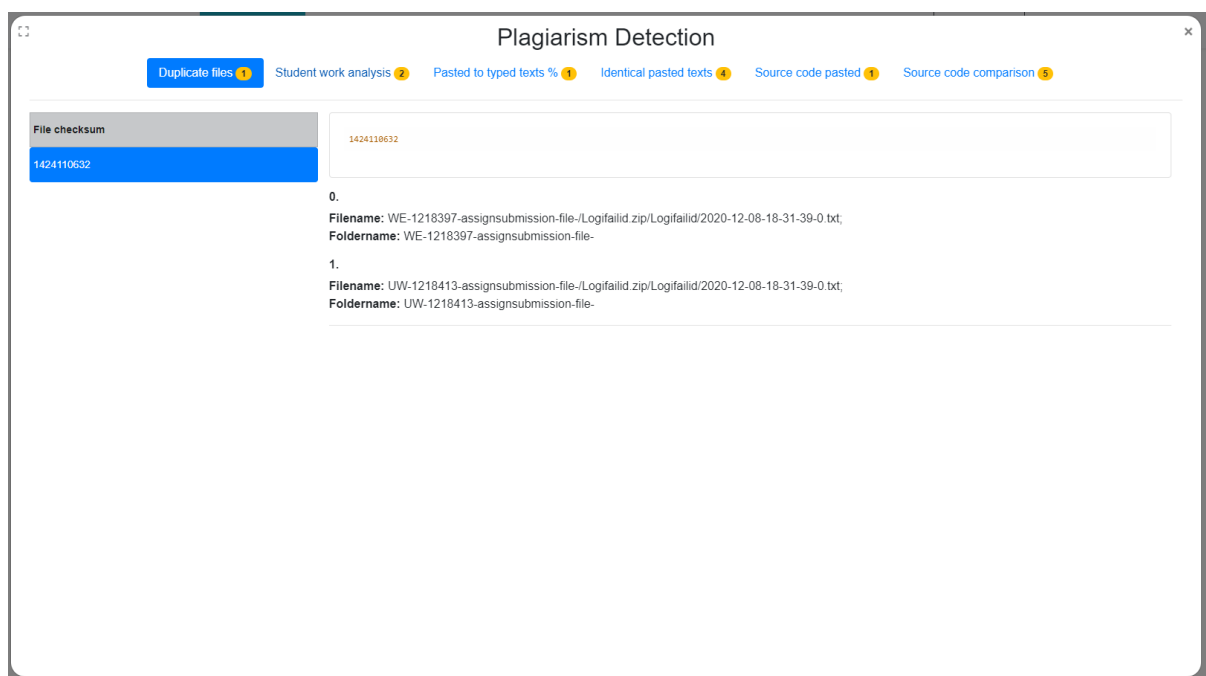 Plagiarism Detection
×
Duplicate files 1 Student work analysis 2 Pasted to typed texts % 1 Identical pasted texts 4 Source code pasted 1 Source code comparison 5
File checksum
1424110632
1424110632
0.
Filename: WE-1218397-assignsubmission-file-/Logifailid.zip/Logifailid/2020-12-08-18-31-39-0.txt;
Foldername: WE-1218397-assignsubmission-file-
1.
Filename: UW-1218413-assignsubmission-file-/Logifailid.zip/Logifailid/2020-12-08-18-31-39-0.txt;
Foldername: UW-1218413-assignsubmission-file-